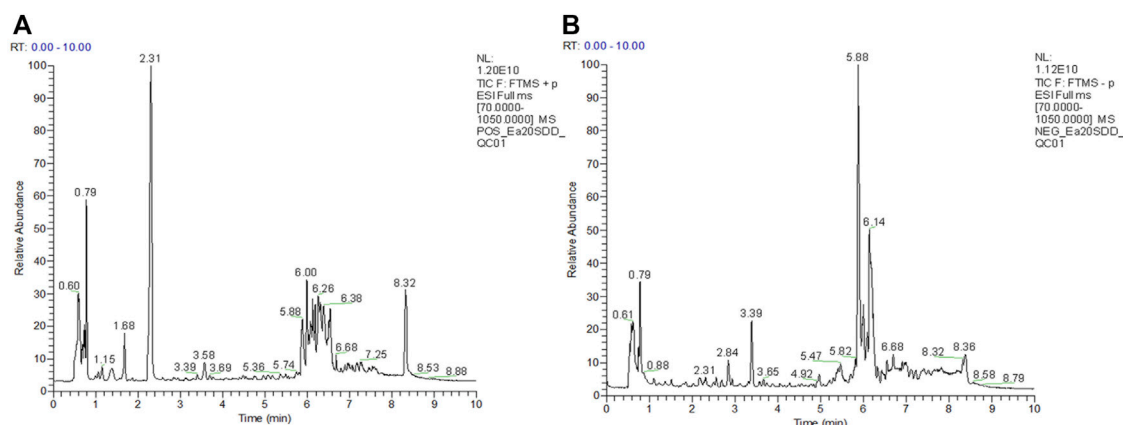 A
RT: 0.00 - 10.00
NL:
1.20E10
TIC F: FTMS + p
ESI Full ms
[70.0000-
1050.0000] MS
POS_Ea20SDD_
QC01
2.31
0.79
0.60
1.15
1.68
3.39
3.58
3.69
5.36
5.74
5.88
6.00
6.26
6.38
6.68
7.25
8.32
8.53
8.88
100
90
80
70
60
50
40
30
20
10
0
Relative Abundance
0 1 2 3 4 5 6 7 8 9 10
Time (min)
B
RT: 0.00 - 10.00
NL:
1.12E10
TIC F: FTMS - p
ESI Full ms
[70.0000-
1050.0000] MS
NEG_Ea20SDD_
QC01
5.88
6.14
0.79
0.61
0.88
2.31
2.84
3.39
3.65
4.92
5.47
5.82
6.68
8.32
8.36
8.58
8.79
100
90
80
70
60
50
40
30
20
10
0
Relative Abundance
0 1 2 3 4 5 6 7 8 9 10
Time (min)